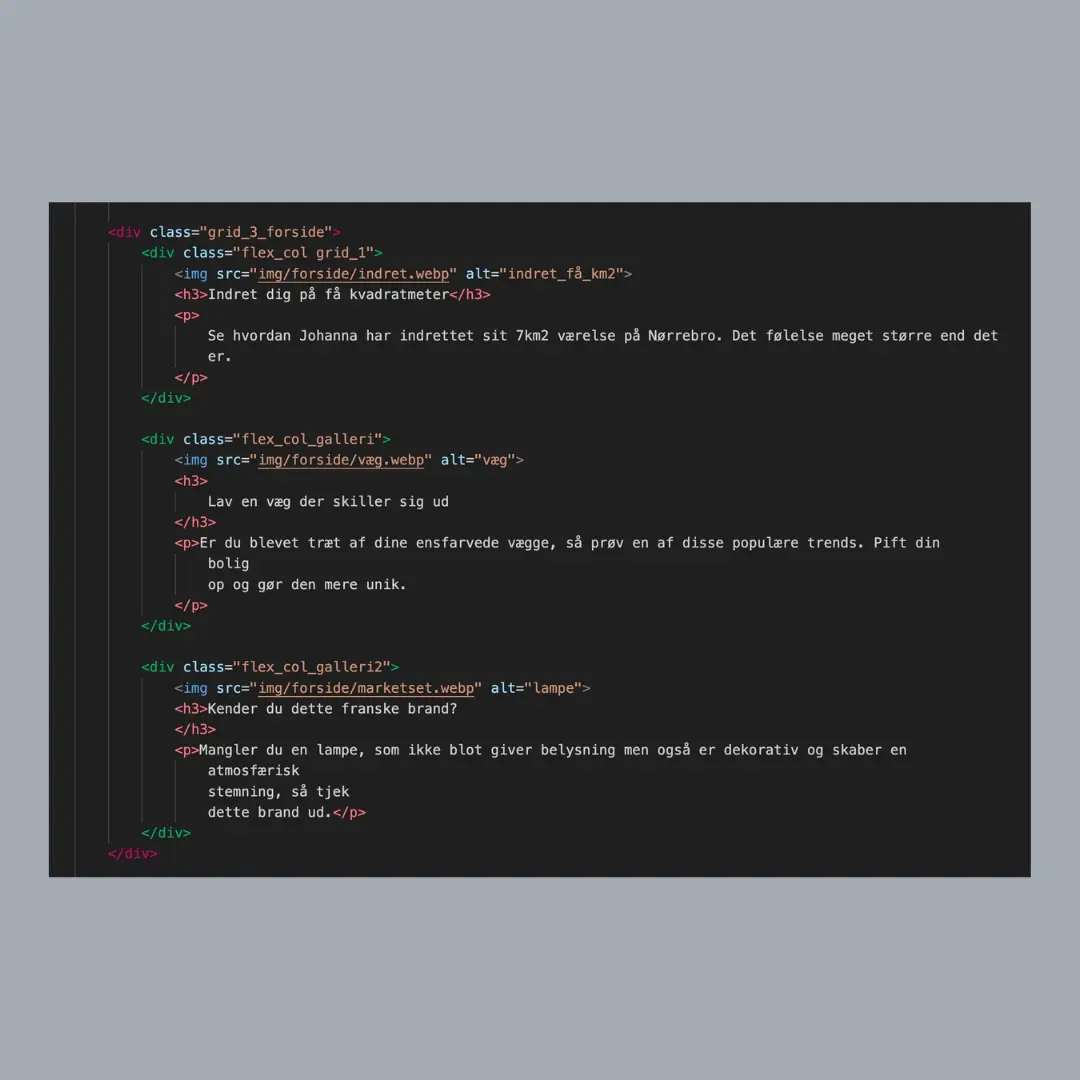 <div class="grid_3_forside">
<div class="flex_col grid_1">
<img src="img/forside/indret.webp" alt="indret_få_km2">
<h3>Indret dig på få kvadratmeter</h3>
<p>
Se hvordan Johanna har indrettet sit 7km2 værelse på Nørrebro. Det følelse meget større end det
er.
</p>
</div>
<div class="flex_col_galleri">
<img src="img/forside/væg.webp" alt="væg">
<h3>
Lav en væg der skiller sig ud
</h3>
<p>Er du blevet træt af dine ensfarvede vægge, så prøv en af disse populære trends. Pift din
bolig
op og gør den mere unik.
</p>
</div>
<div class="flex_col_galleri2">
<img src="img/forside/marketset.webp" alt="lampe">
<h3>Kender du dette franske brand?
</h3>
<p>Mangler du en lampe, som ikke blot giver belysning men også er dekorativ og skaber en
atmosfærisk
stemning, så tjek
dette brand ud.</p>
</div>
</div>